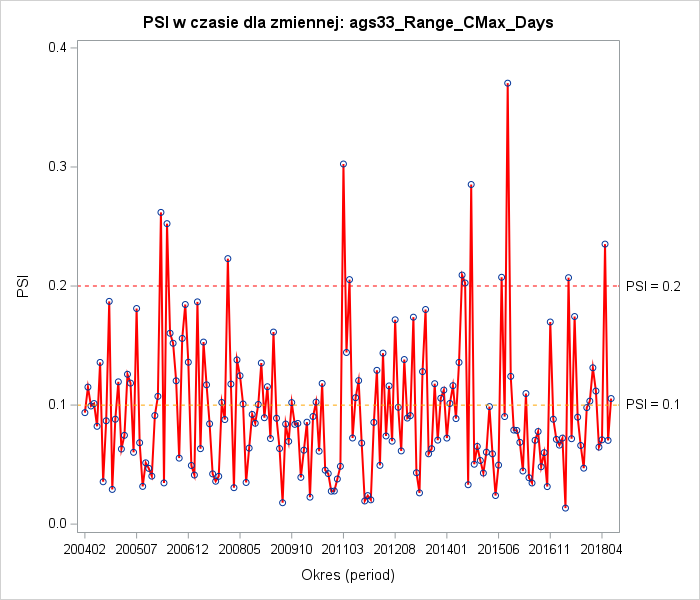 PSI w czasie dla zmiennej: ags33_Range_CMax_Days
0.4
0.3
0.2
0.1
0.0
PSI
PSI = 0.2
PSI = 0.1
200402 200507 200612 200805 200910 201103 201208 201401 201506 201611 201804
Okres (period)